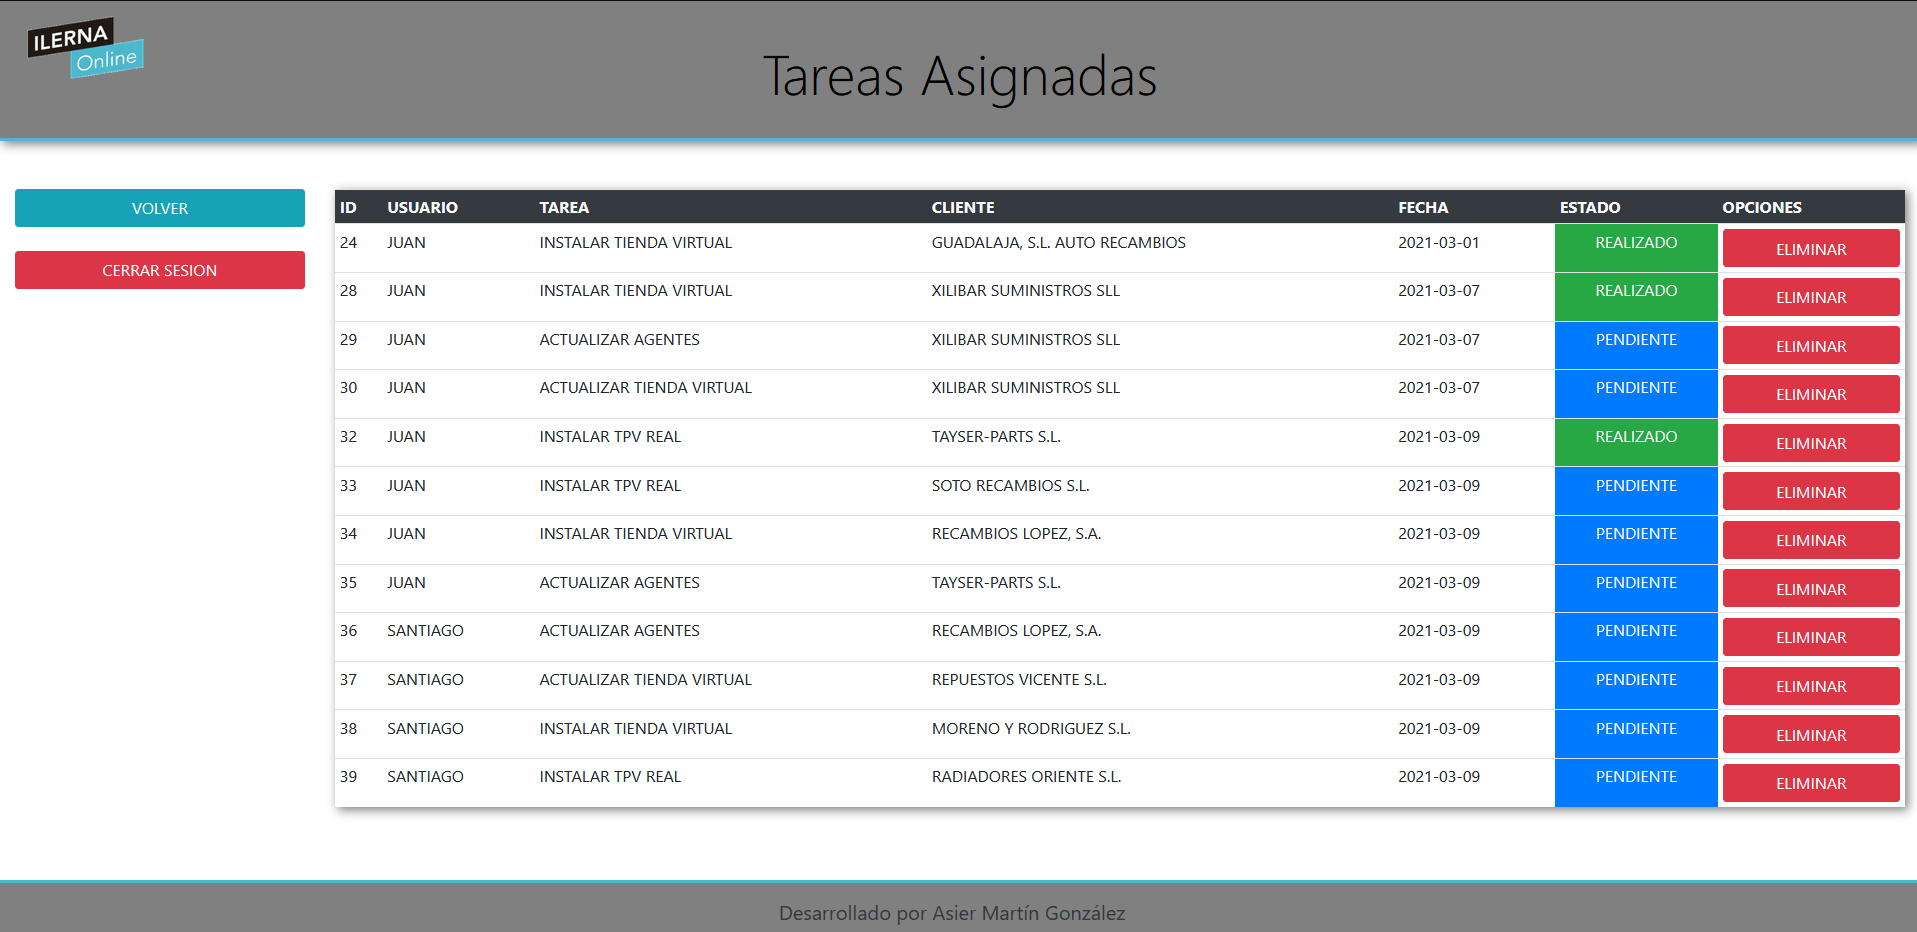 ILERNA
Online
Tareas Asignadas
VOLVER
CERRAR SESION
ID USUARIO TAREA CLIENTE FECHA ESTADO OPCIONES
24 JUAN INSTALAR TIENDA VIRTUAL GUADALAJA, S.L. AUTO RECAMBIOS 2021-03-01 REALIZADO ELIMINAR
28 JUAN INSTALAR TIENDA VIRTUAL XILIBAR SUMINISTROS SLL 2021-03-07 REALIZADO ELIMINAR
29 JUAN ACTUALIZAR AGENTES XILIBAR SUMINISTROS SLL 2021-03-07 PENDIENTE ELIMINAR
30 JUAN ACTUALIZAR TIENDA VIRTUAL XILIBAR SUMINISTROS SLL 2021-03-07 PENDIENTE ELIMINAR
32 JUAN INSTALAR TPV REAL TAYSER-PARTS S.L. 2021-03-09 REALIZADO ELIMINAR
33 JUAN INSTALAR TPV REAL SOTO RECAMBIOS S.L. 2021-03-09 PENDIENTE ELIMINAR
34 JUAN INSTALAR TIENDA VIRTUAL RECAMBIOS LOPEZ, S.A. 2021-03-09 PENDIENTE ELIMINAR
35 JUAN ACTUALIZAR AGENTES TAYSER-PARTS S.L. 2021-03-09 PENDIENTE ELIMINAR
36 SANTIAGO ACTUALIZAR AGENTES RECAMBIOS LOPEZ, S.A. 2021-03-09 PENDIENTE ELIMINAR
37 SANTIAGO ACTUALIZAR TIENDA VIRTUAL REPUESTOS VICENTE S.L. 2021-03-09 PENDIENTE ELIMINAR
38 SANTIAGO INSTALAR TIENDA VIRTUAL MORENO Y RODRIGUEZ S.L. 2021-03-09 PENDIENTE ELIMINAR
39 SANTIAGO INSTALAR TPV REAL RADIADORES ORIENTE S.L. 2021-03-09 PENDIENTE ELIMINAR
Desarrollado por Asier Martín González